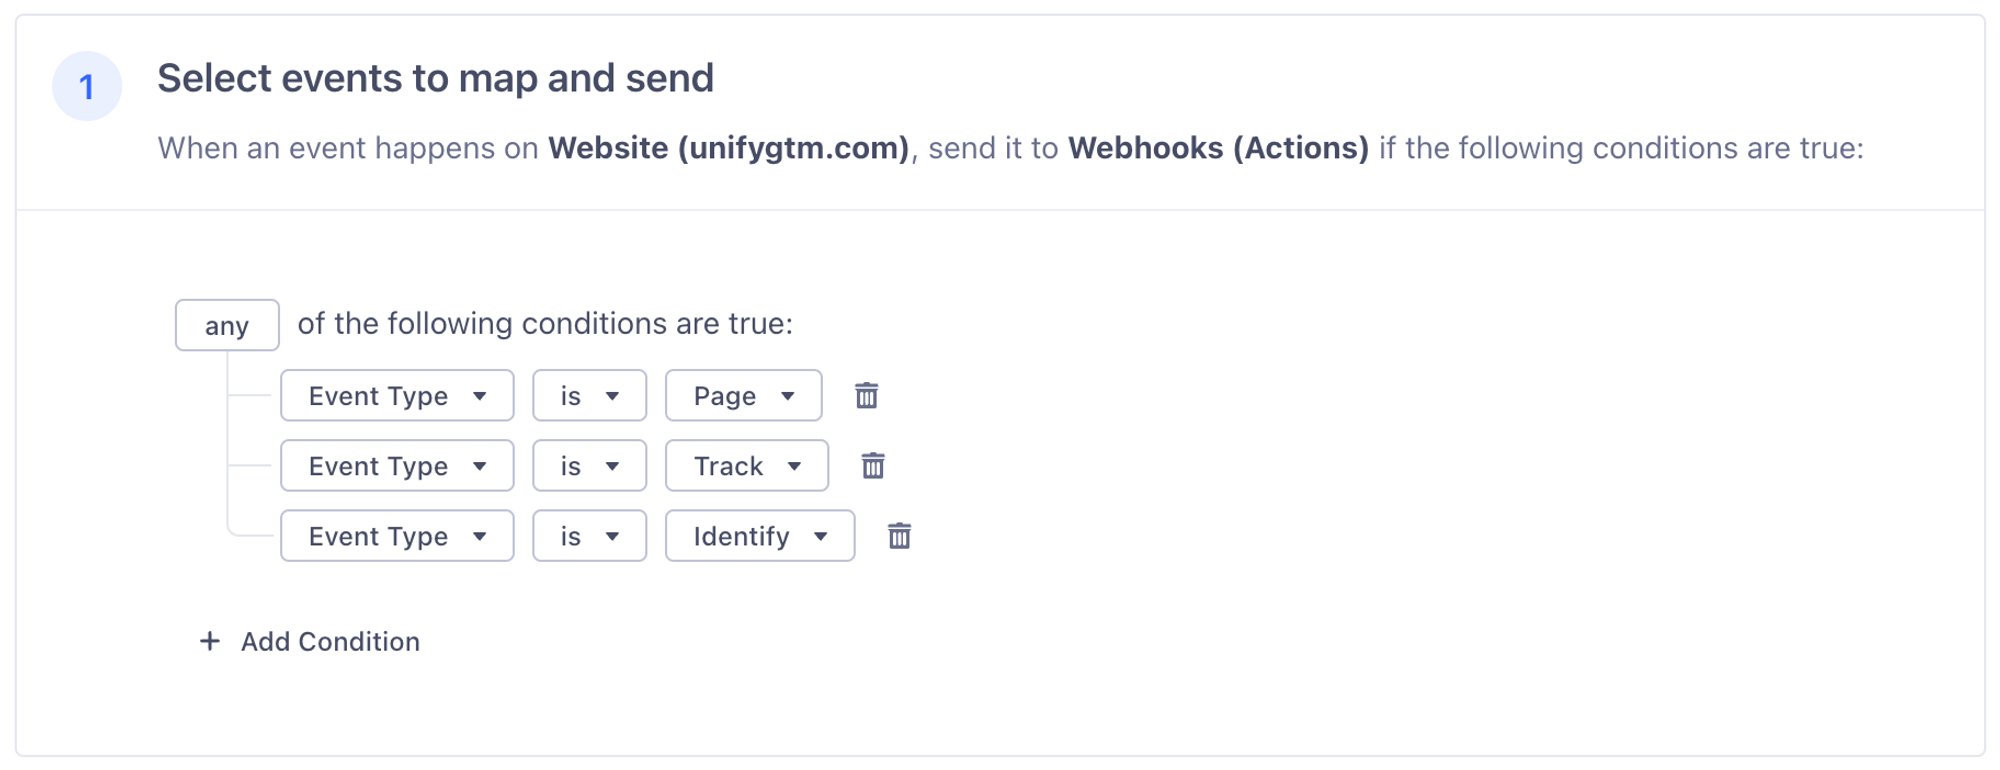 1
Select events to map and send
When an event happens on Website (unifygtm.com), send it to Webhooks (Actions) if the following conditions are true:
any of the following conditions are true:
Event Type is Page
Event Type is Track
Event Type is Identify
+ Add Condition